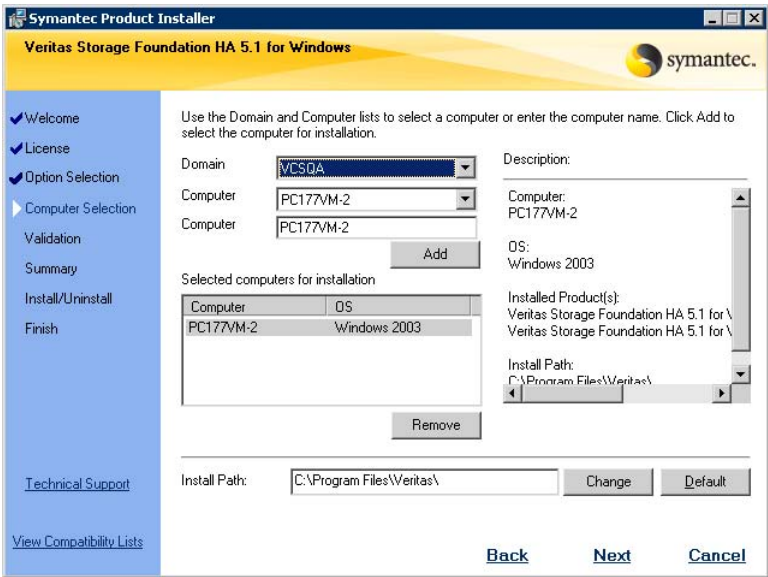 Symantec Product Installer
Veritas Storage Foundation HA 5.1 for Windows
symantec.
Welcome
License
Option Selection
Computer Selection
Validation
Summary
Install/Uninstall
Finish
Technical Support
View Compatibility Lists
Use the Domain and Computer lists to select a computer or enter the computer name. Click Add to
select the computer for installation.
Domain VCSQA
Computer PC177VM-2
Computer PC177VM-2
Add
Selected computers for installation
Computer OS
PC177VM-2 Windows 2003
Remove
Description:
Computer:
PC177VM-2
OS:
Windows 2003
Installed Product(s):
Veritas Storage Foundation HA 5.1 for
Veritas Storage Foundation HA 5.1 for
Install Path:
C:\Program Files\Veritas\
Install Path: C:\Program Files\Veritas\ Change Default
Back Next Cancel